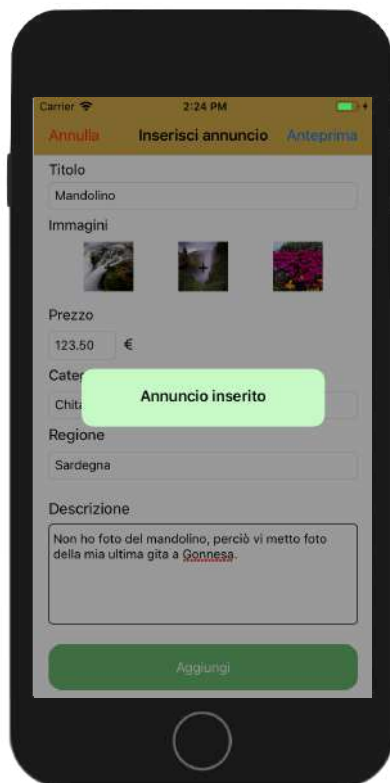 Carrier 2:24 PM
Annulla Inserisci annuncio Anteprima
Titolo
Mandolino
Immagini
+
Prezzo
123.50 €
Annuncio inserito
Regione
Sardegna
Descrizione
Non ho foto del mandolino, perciò vi metto foto
della mia ultima gita a Gonnesa.
Aggiungi